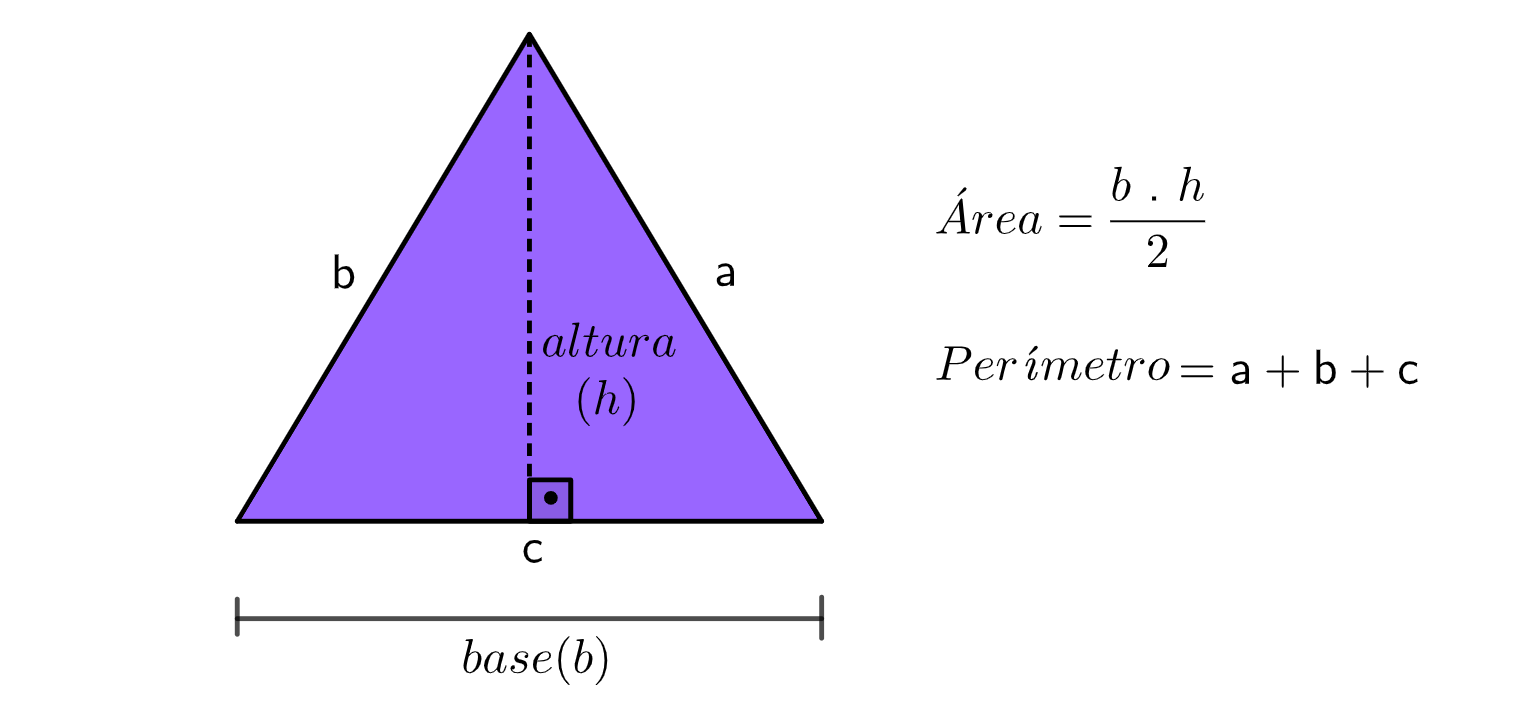 b
a
altura
(h)
c
base(b)
Área = b . h / 2
Perímetro = a + b + c